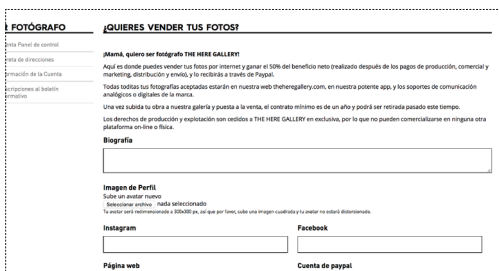 FOTÓGRAFO
Panel de control
de direcciones
de la Cuenta
al boletín
¿QUIERES VENDER TUS FOTOS?
¡Mamá, quiero ser fotógrafo THE HERE GALLERY!
Aquí es donde puedes vender tus fotos por internet y ganar el 50% del beneficio neto (realizado después de los pagos de producción, comercial y
marketing, distribución y envío), y lo recibirás a través de Paypal.
Todas toditas tus fotografías aceptadas estarán en nuestra web theheregallery.com, en nuestra potente app, y los soportes de comunicación
analógicos o digitales de la marca.
Una vez subida tu obra a nuestra galería y puesta a la venta, el contrato mínimo es de un año y podrá ser retirada pasado este tiempo.
Los derechos de producción y explotación son cedidos a THE HERE GALLERY en exclusiva, por lo que no pueden comercializarse en ninguna otra
plataforma on-line o física.
Biografía
Imagen de Perfil
Sube un avatar nuevo
Seleccionar archivo nada seleccionado
Tu avatar será redimensionado a 300x300 px, así que por favor, sube una imagen cuadrada y tu avatar no estará distorsionado.
Instagram Facebook
Página web Cuenta de paypal